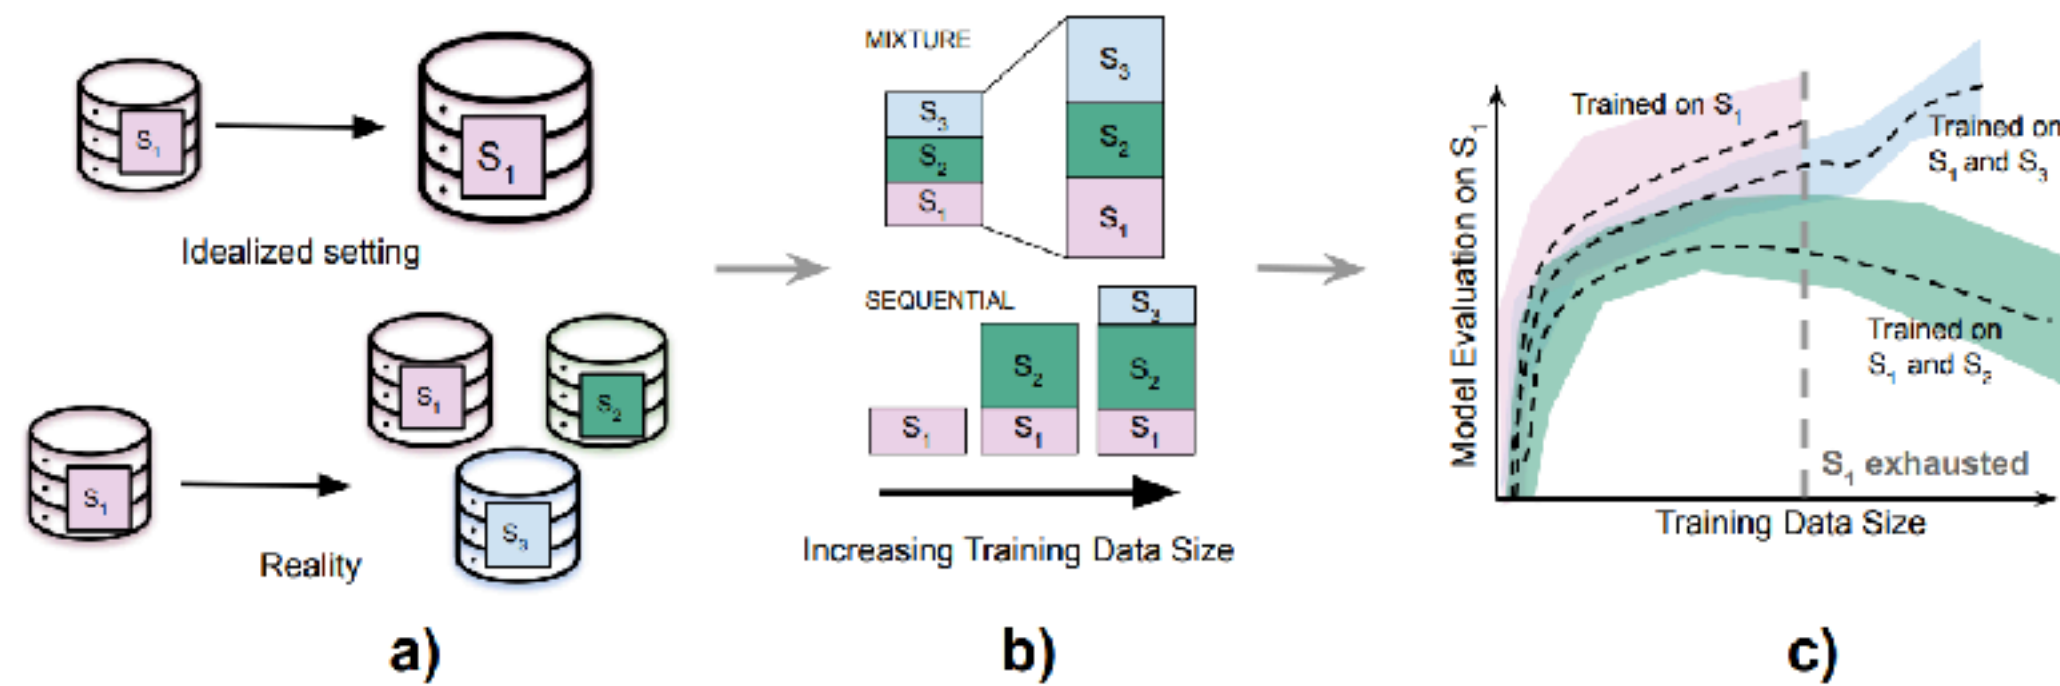 S₁
S₁
Idealized setting
S₁
S₁
S₂
S₃
Reality
a)
MIXTURE
S₃
S₂
S₁
S₃
S₂
S₁
SEQUENTIAL
S₁
S₂
S₁
S₃
S₂
S₁
Increasing Training Data Size
b)
Model Evaluation on S₁
Trained on S₁
Trained on
S₁ and S₃
Trained on
S₁ and S₂
S₁ exhausted
Training Data Size
c)